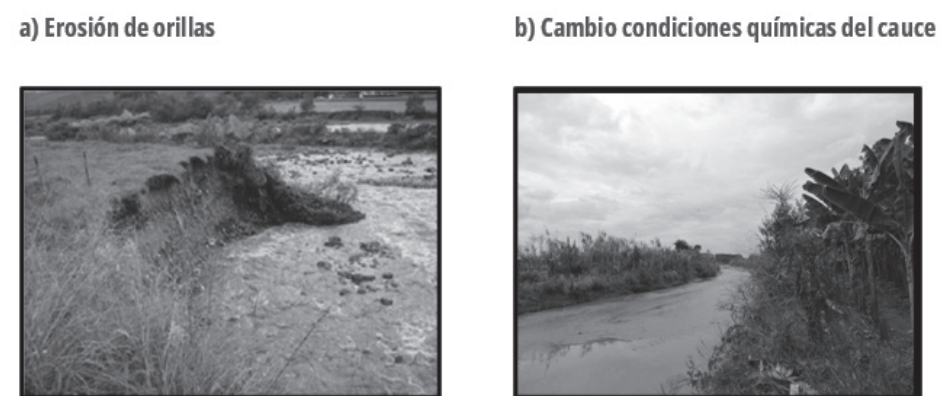 a) Erosión de orillas
b) Cambio condiciones químicas del cauce